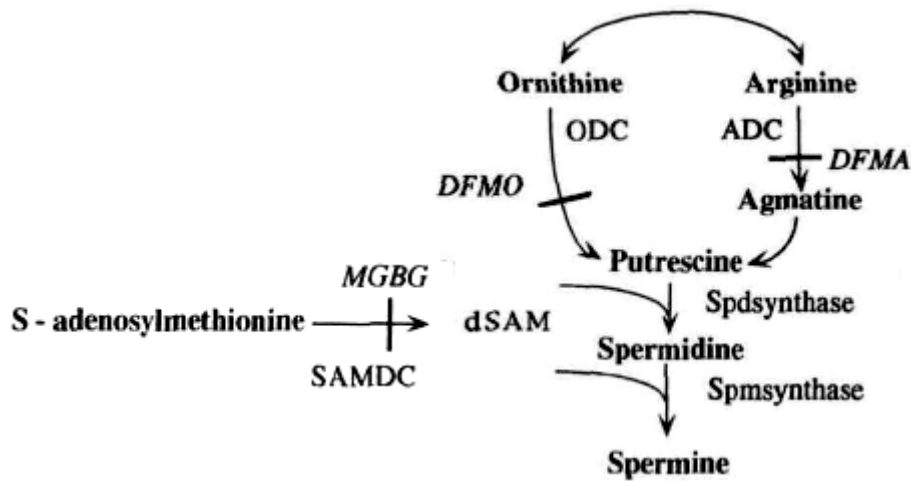 Ornithine Arginine
ODC ADC
DFMO DFMA
Agmatine
Putrescine
MGBG
Spdsynthase
S - adenosylmethionine dSAM
Spermidine
SAMDC
Spmsynthase
Spermine